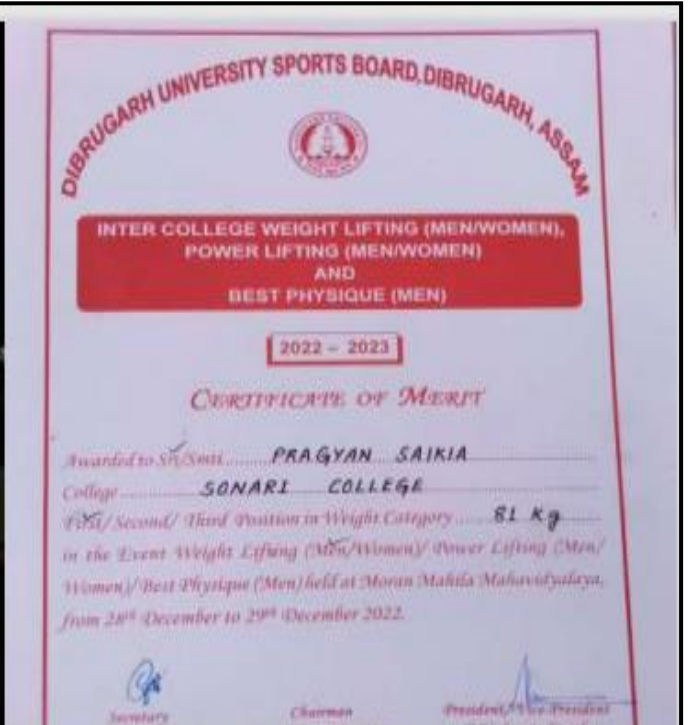 DIBRUGARH UNIVERSITY SPORTS BOARD, DIBRUGARH, ASSAM
INTER COLLEGE WEIGHT LIFTING (MEN/WOMEN),
POWER LIFTING (MEN/WOMEN)
AND
BEST PHYSIQUE (MEN)
2022 – 2023
CERTIFICATE OF MERIT
Awarded to Sri/Smti PRAGYAN SAIKIA
College SONARI COLLEGE
First/ Second/ Third Position in Weight Category 81 Kg
in the Event Weight Lifting (Men/Women)/ Power Lifting (Men/
Women)/ Best Physique (Men) held at Moran Mahila Mahavidyalaya,
from 28th December to 29th December 2022.
Secretary Chairman President/Vice-President